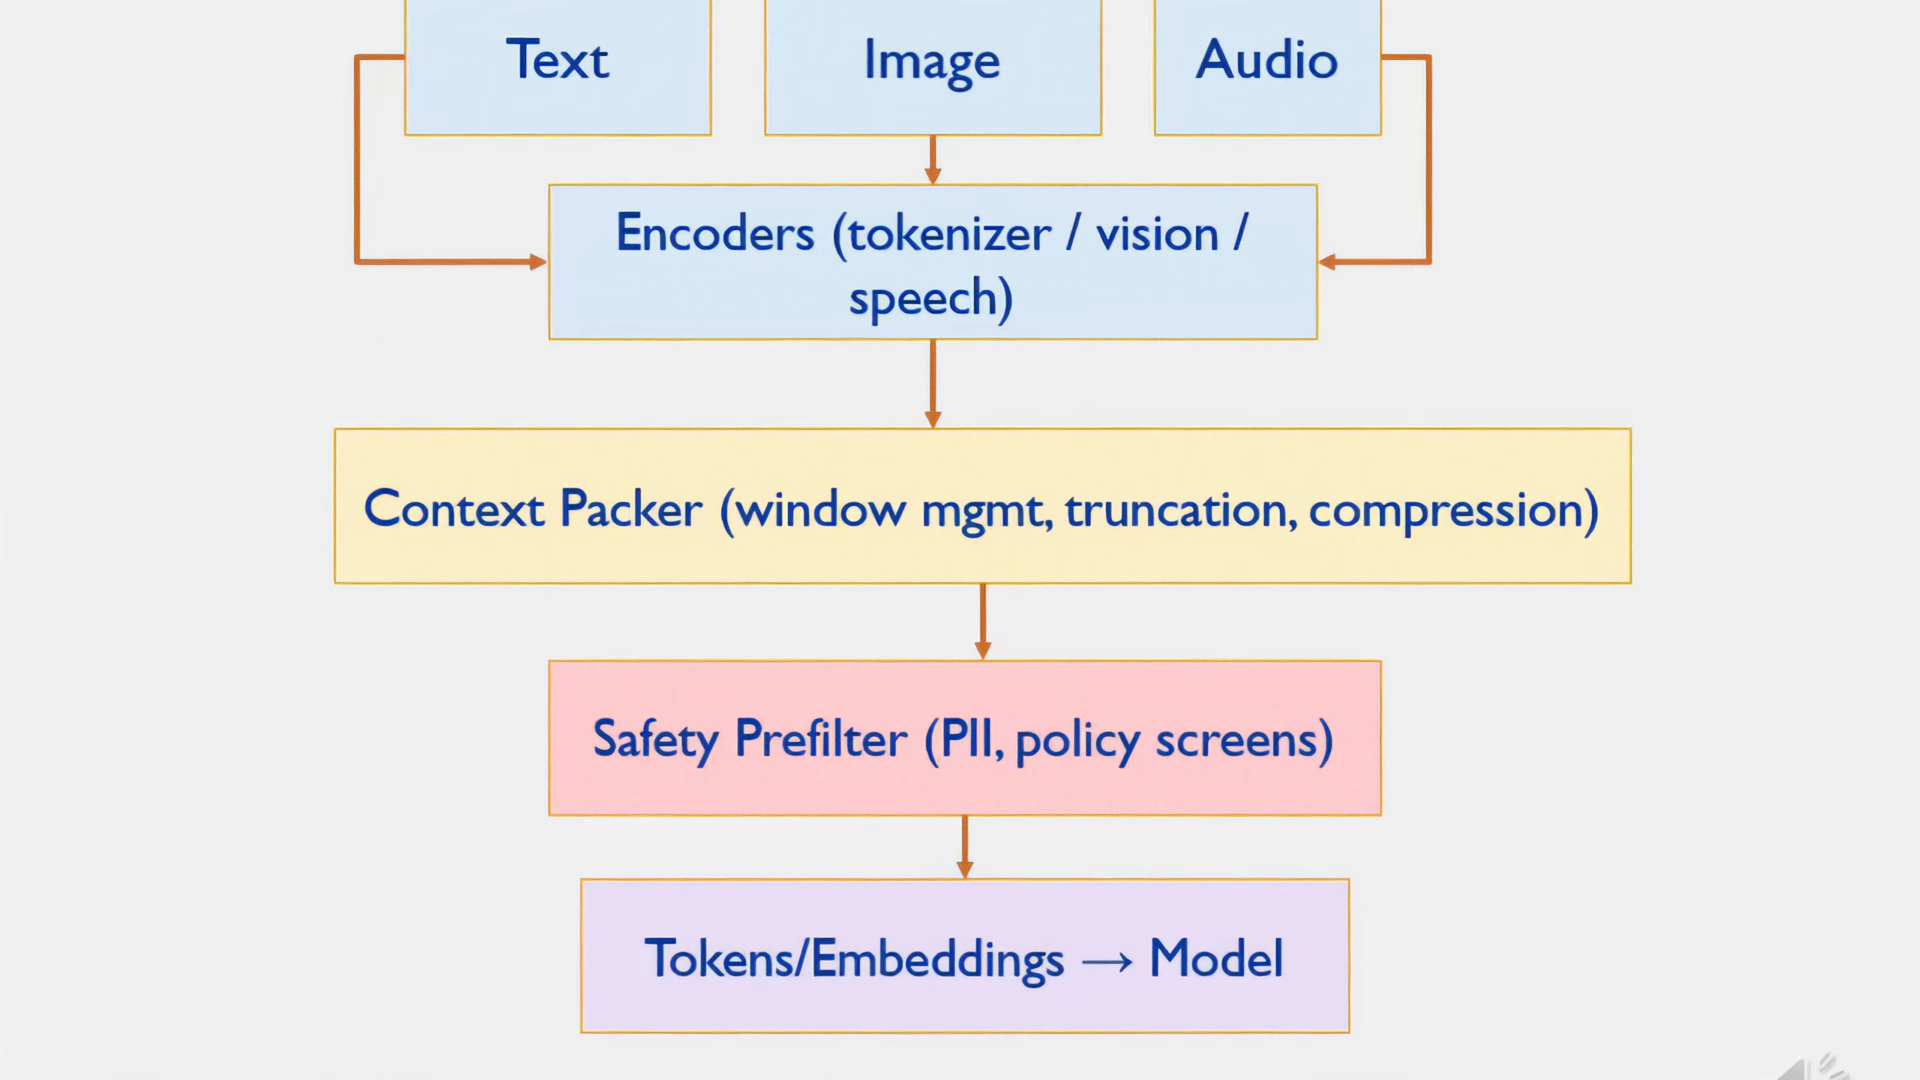 Text
Image
Audio
Encoders (tokenizer / vision /
speech)
Context Packer (window mgmt, truncation, compression)
Safety Prefilter (PII, policy screens)
Tokens/Embeddings → Model